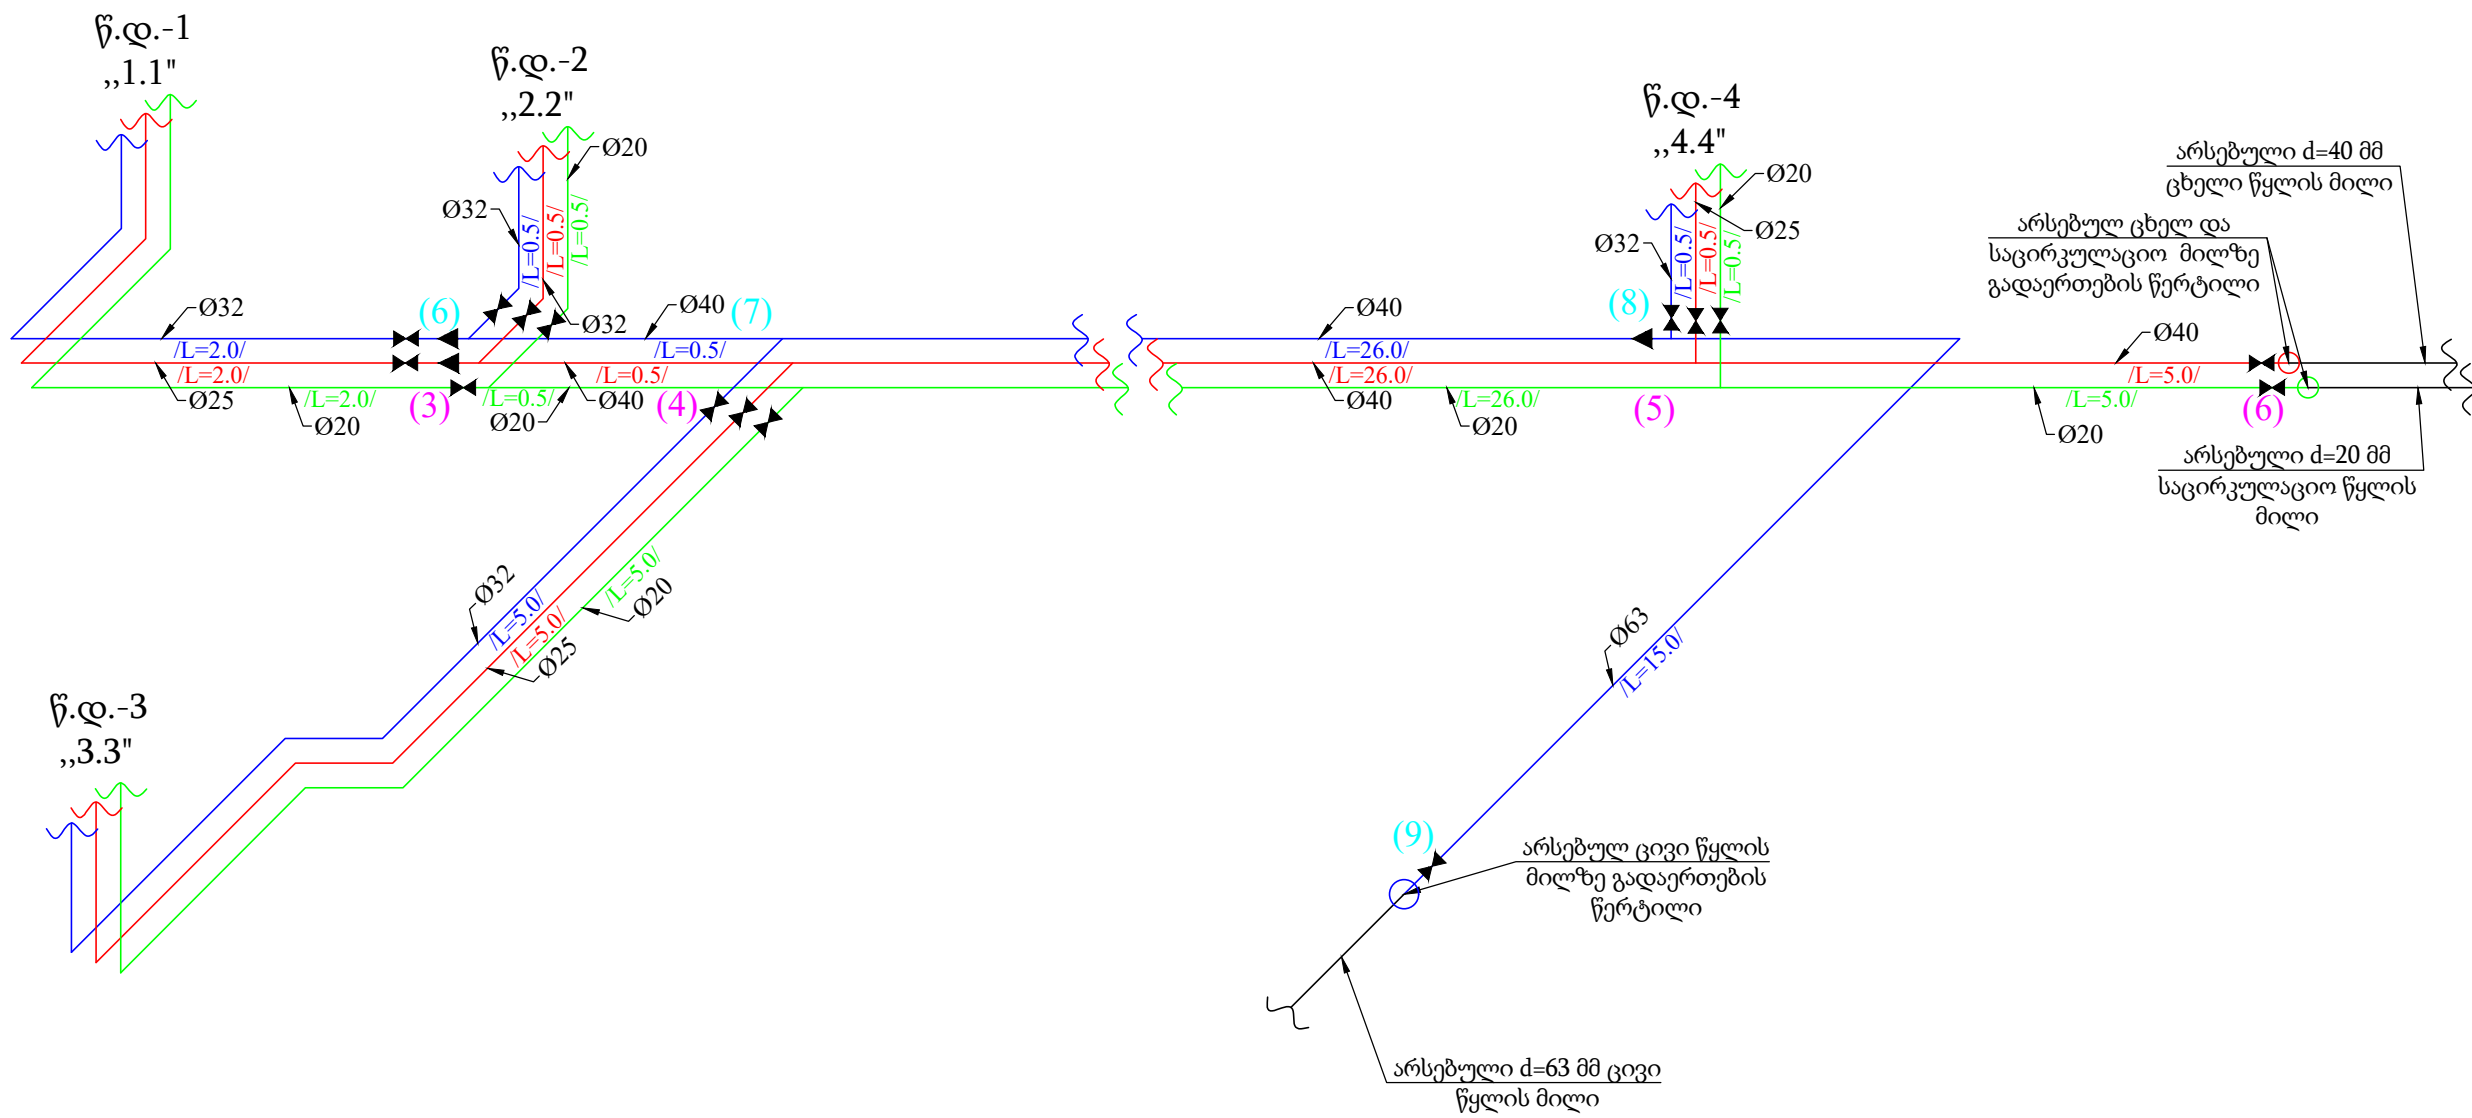 წ.დ.-1
,,1.1"
წ.დ.-2
,,2.2"
Ø20
Ø32
/L=0.5/
/L=0.5/
/L=0.5/
Ø32
წ.დ.-4
,,4.4"
Ø20
Ø25
Ø32
/L=0.5/
/L=0.5/
/L=0.5/
არსებული d=40 მმ
ცხელი წყლის მილი
არსებულ ცხელ და
საცირკულაციო მილზე
გადაერთების წერტილი
Ø32
(6)
Ø40
(7)
Ø40
(8)
Ø40
/L=2.0/
/L=0.5/
/L=26.0/
/L=2.0/
/L=0.5/
/L=26.0/
/L=5.0/
Ø25
/L=2.0/
Ø20
(3)
/L=0.5/
Ø20
Ø40
(4)
Ø40
/L=26.0/
Ø20
(5)
/L=5.0/
Ø20
(6)
არსებული d=20 მმ
საცირკულაციო წყლის
მილი
Ø32
/L=5.0/
/L=5.0/
Ø25
/L=5.0/
Ø20
Ø63
/L=15.0/
წ.დ.-3
,,3.3"
(9)
არსებულ ცივი წყლის
მილზე გადაერთების
წერტილი
არსებული d=63 მმ ცივი
წყლის მილი